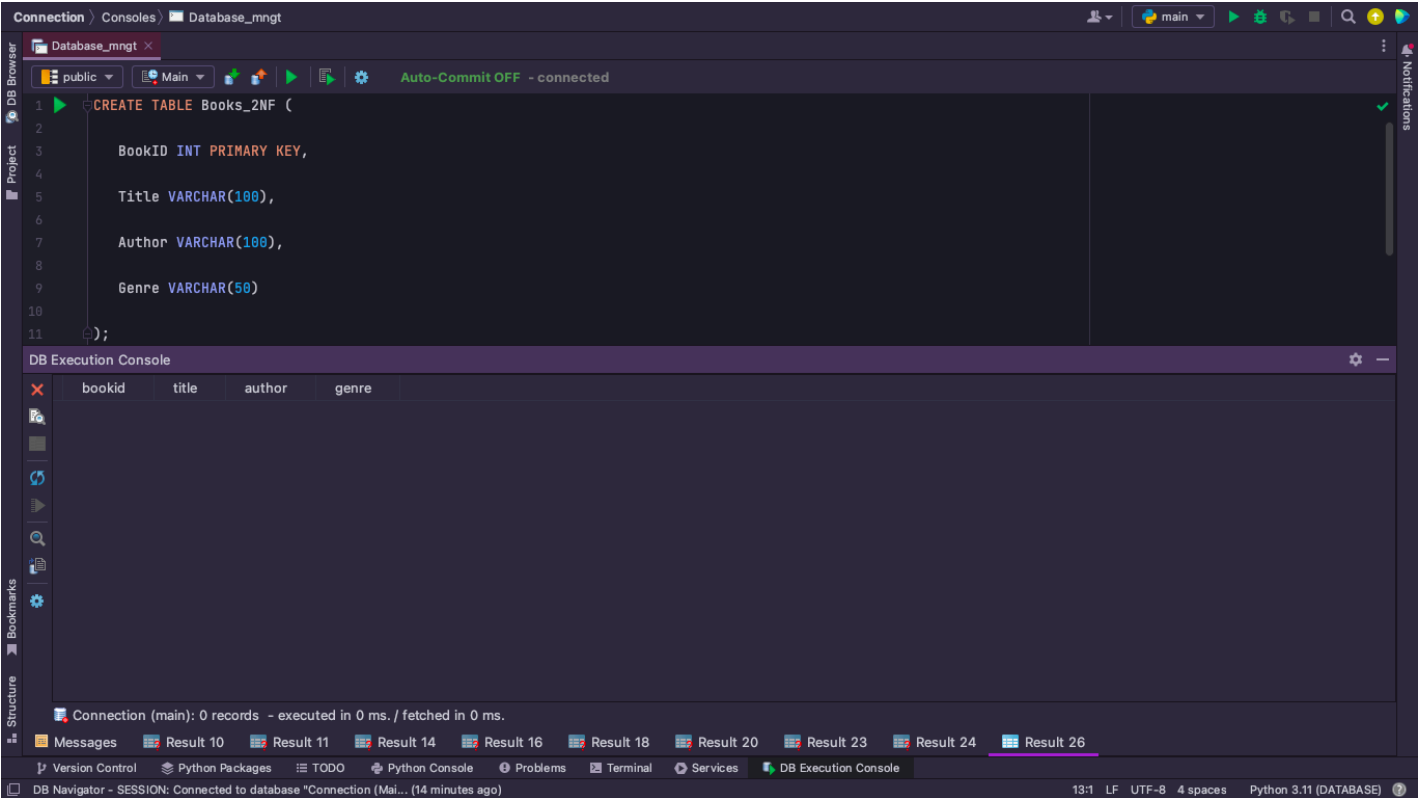 Connection 〉 Consoles 〉 Database_mngt
main
Database_mngt ×
DB Browser
Project
Bookmarks
Structure
Notifications
public Main Auto-Commit OFF - connected
1 CREATE TABLE Books_2NF (
2
3 BookID INT PRIMARY KEY,
4
5 Title VARCHAR(100),
6
7 Author VARCHAR(100),
8
9 Genre VARCHAR(50)
10
11 );
DB Execution Console
bookid title author genre
Connection (main): 0 records - executed in 0 ms. / fetched in 0 ms.
Messages Result 10 Result 11 Result 14 Result 16 Result 18 Result 20 Result 23 Result 24 Result 26
Version Control Python Packages TODO Python Console Problems Terminal Services DB Execution Console
DB Navigator - SESSION: Connected to database "Connection (Mai... (14 minutes ago) 13:1 LF UTF-8 4 spaces Python 3.11 (DATABASE)